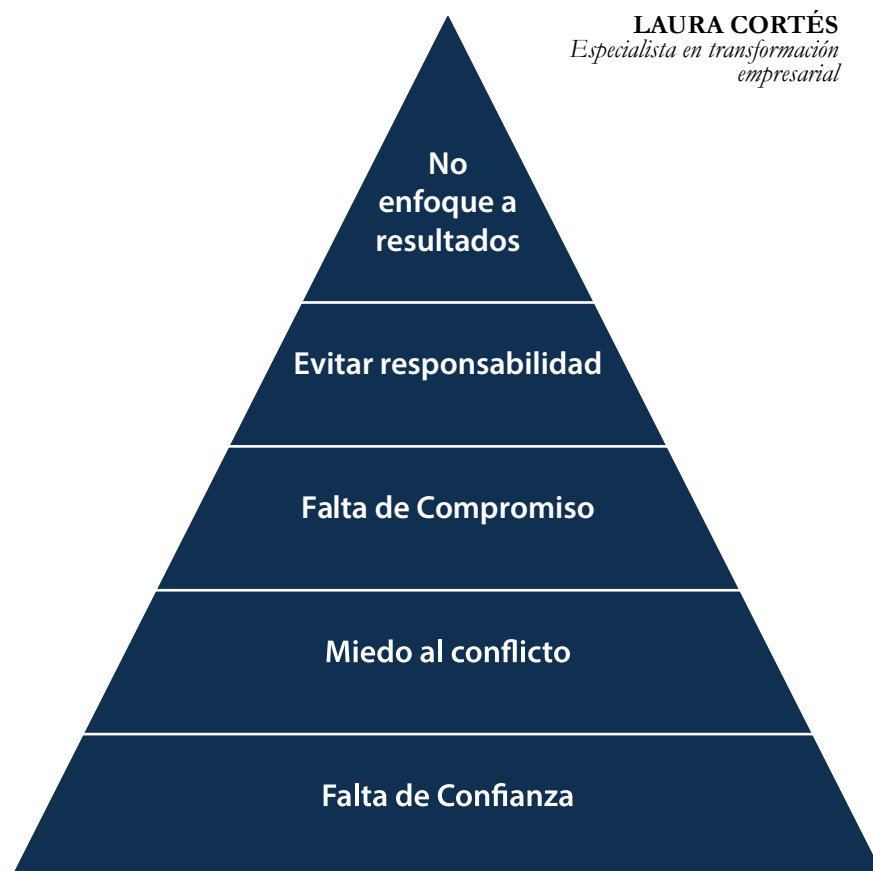 LAURA CORTÉS
Especialista en transformación
empresarial
No
enfoque a
resultados
Evitar responsabilidad
Falta de Compromiso
Miedo al conflicto
Falta de Confianza